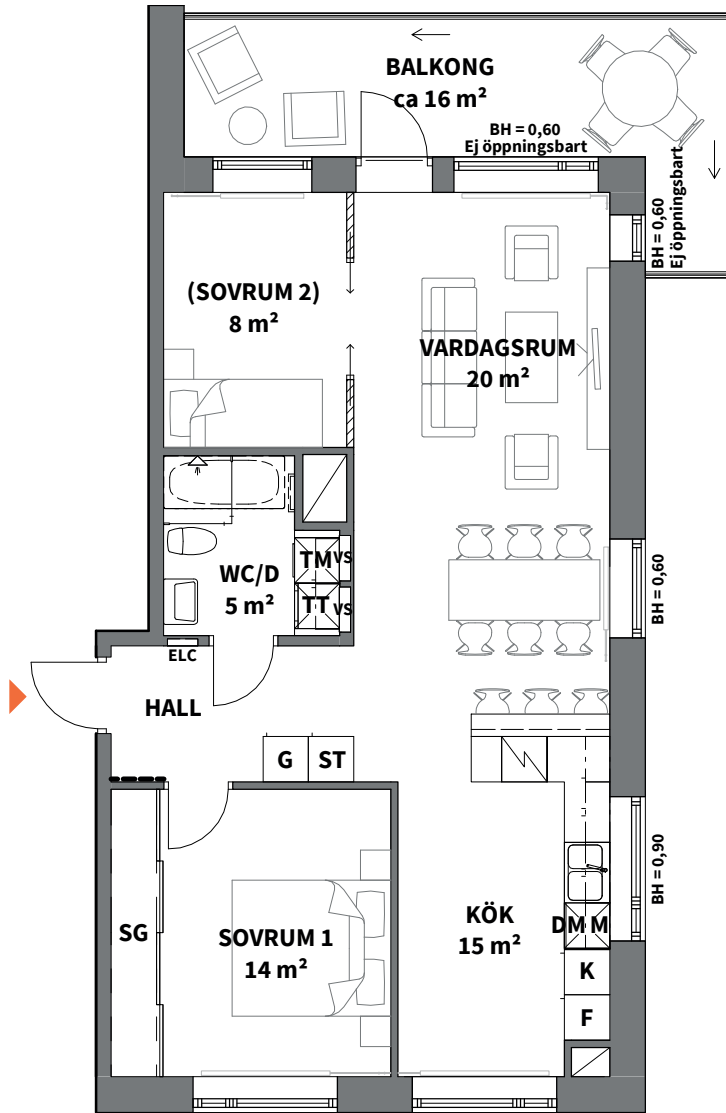 BALKONG
ca 16 m²
BH = 0,60
Ej öppningsbart
BH = 0,60
Ej öppningsbart
(SOVRUM 2)
8 m²
VARDAGSRUM
20 m²
WC/D
5 m²
TM
VS
TT
VS
ELC
BH = 0,60
HALL
G
ST
BH = 0,90
SG
SOVRUM 1
14 m²
KÖK
15 m²
DM M
K
F